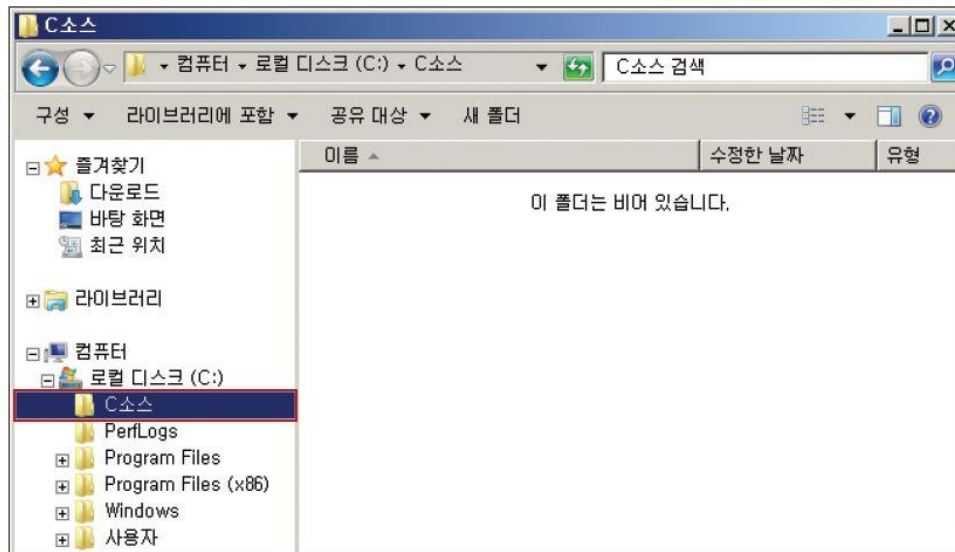 C소스
컴퓨터 로컬 디스크 (C:) C소스
C소스 검색
구성 라이브러리에 포함 공유 대상 새 폴더
이름 수정한 날짜 유형
이 폴더는 비어 있습니다.
즐겨찾기
다운로드
바탕 화면
최근 위치
라이브러리
컴퓨터
로컬 디스크 (C:)
C소스
PerfLogs
Program Files
Program Files (x86)
Windows
사용자